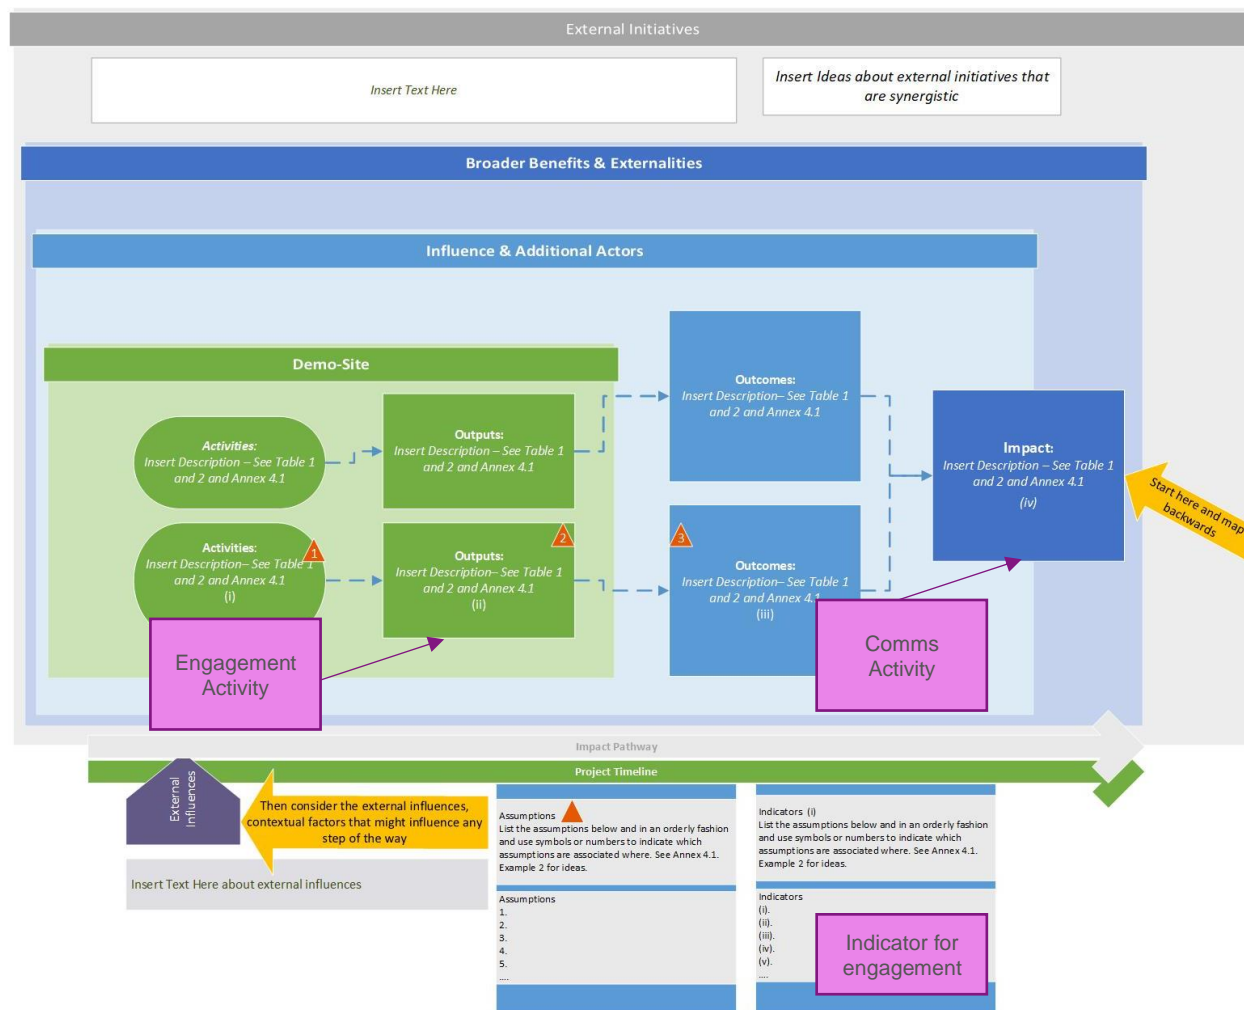 External Initiatives
Insert Text Here
Insert Ideas about external initiatives that
are synergistic
Broader Benefits & Externalities
Influence & Additional Actors
Demo-Site
Activities:
Insert Description – See Table 1
and 2 and Annex 4.1
Outputs:
Insert Description – See Table 1
and 2 and Annex 4.1
Outcomes:
Insert Description– See Table 1
and 2 and Annex 4.1
Impact:
Insert Description – See Table 1
and 2 and Annex 4.1
(iv)
Start here and map
backwards
Activities:
Insert Description– See Table 1
and 2 and Annex 4.1
(i)
1
Outputs:
Insert Description– See Table 1
and 2 and Annex 4.1
(ii)
2
3
Outcomes:
Insert Description– See Table 1
and 2 and Annex 4.1
(iii)
Engagement
Activity
Comms
Activity
Impact Pathway
Project Timeline
External
Influences
Then consider the external influences,
contextual factors that might influence any
step of the way
Insert Text Here about external influences
Assumptions
List the assumptions below and in an orderly fashion
and use symbols or numbers to indicate which
assumptions are associated where. See Annex 4.1.
Example 2 for ideas.
Assumptions
1.
2.
3.
4.
5.
....
Indicators (i)
List the assumptions below and in an orderly fashion
and use symbols or numbers to indicate which
assumptions are associated where. See Annex 4.1.
Example 2 for ideas.
Indicators
(i).
(ii).
(iii).
(iv).
(v).
....
Indicator for
engagement